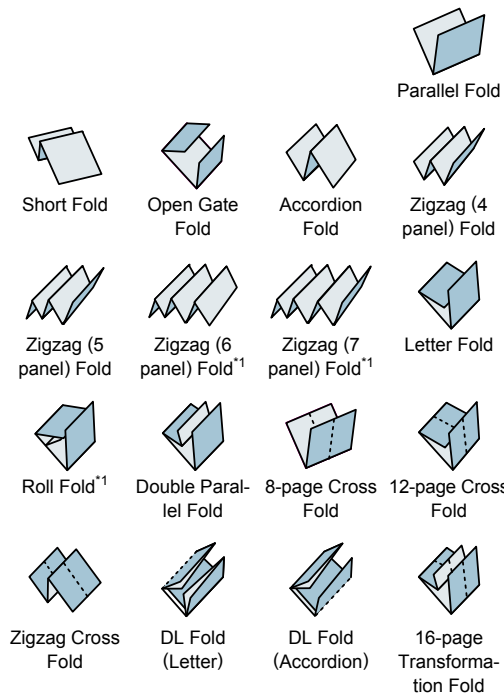 Parallel Fold
Short Fold
Open Gate
Fold
Accordion
Fold
Zigzag (4
panel) Fold
Zigzag (5
panel) Fold
Zigzag (6
panel) Fold*1
Zigzag (7
panel) Fold*1
Letter Fold
Roll Fold*1
Double Paral-
lel Fold
8-page Cross
Fold
12-page Cross
Fold
Zigzag Cross
Fold
DL Fold
(Letter)
DL Fold
(Accordion)
16-page
Transforma-
tion Fold